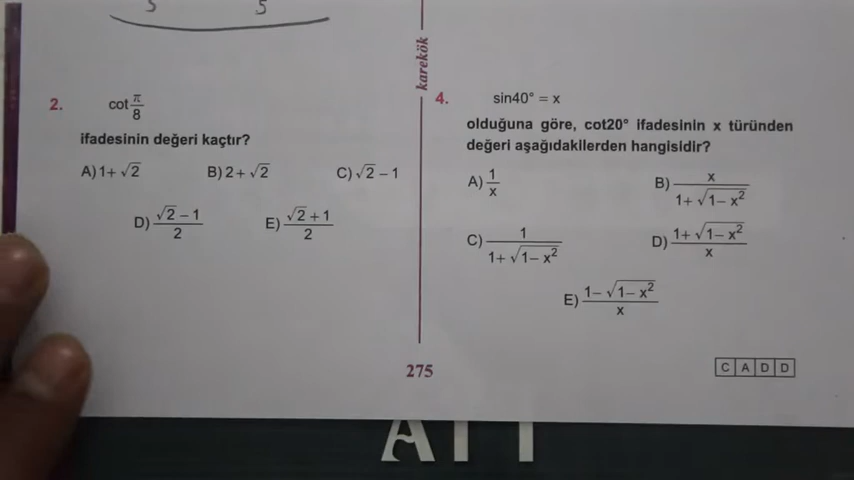 5 5
2. cot π/8
ifadesinin değeri kaçtır?
A) 1+ √2 B) 2+ √2 C) √2 – 1
D) √2 – 1 / 2 E) √2 + 1 / 2
karekök
275
4. sin40° = x
olduğuna göre, cot20° ifadesinin x türünden
değeri aşağıdakilerden hangisidir?
A) 1/x B) x / 1+ √1– x²
C) 1 / 1+ √1– x² D) 1+ √1– x² / x
E) 1– √1– x² / x
C A D D